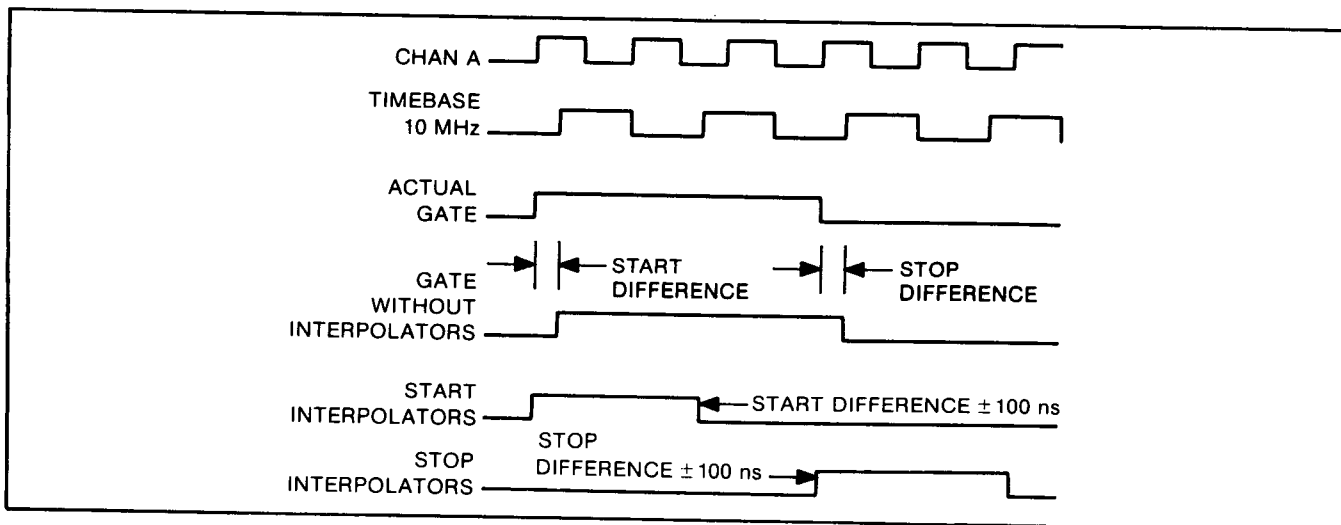 CHAN A
TIMEBASE
10 MHz
ACTUAL
GATE
START
DIFFERENCE
STOP
DIFFERENCE
GATE
WITHOUT
INTERPOLATORS
START
INTERPOLATORS
START DIFFERENCE ± 100 ns
STOP
DIFFERENCE ± 100 ns
STOP
INTERPOLATORS